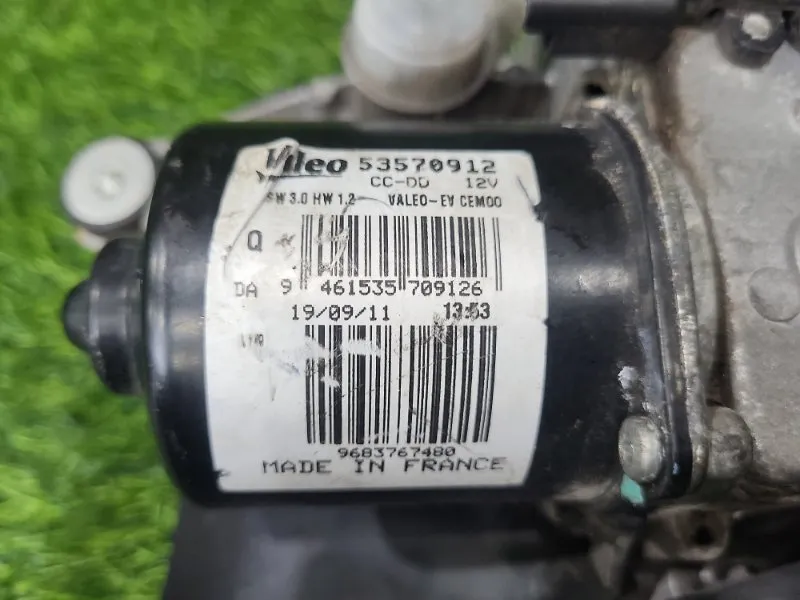 Valeo 53570912
CC-DD 12V
SW 3.0 HW 1.2 VALEO-EV CEMOO
Q
DA 9 461535 709126
19/09/11 13:53
9683767480
MADE IN FRANCE